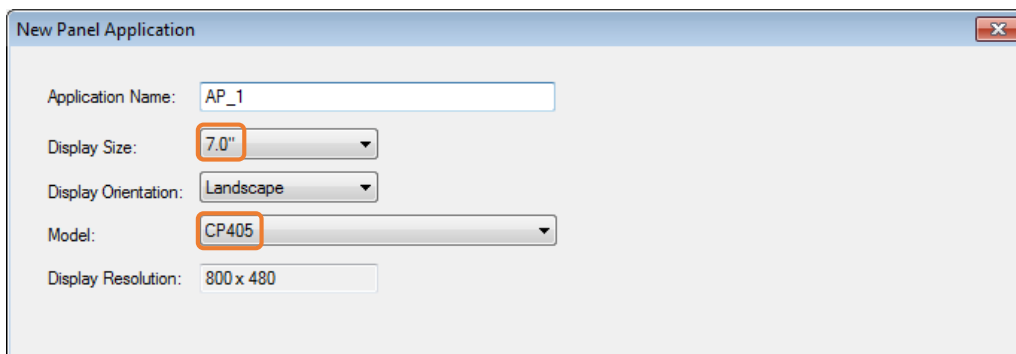 New Panel Application
Application Name: AP_1
Display Size: 7.0"
Display Orientation: Landscape
Model: CP405
Display Resolution: 800 x 480